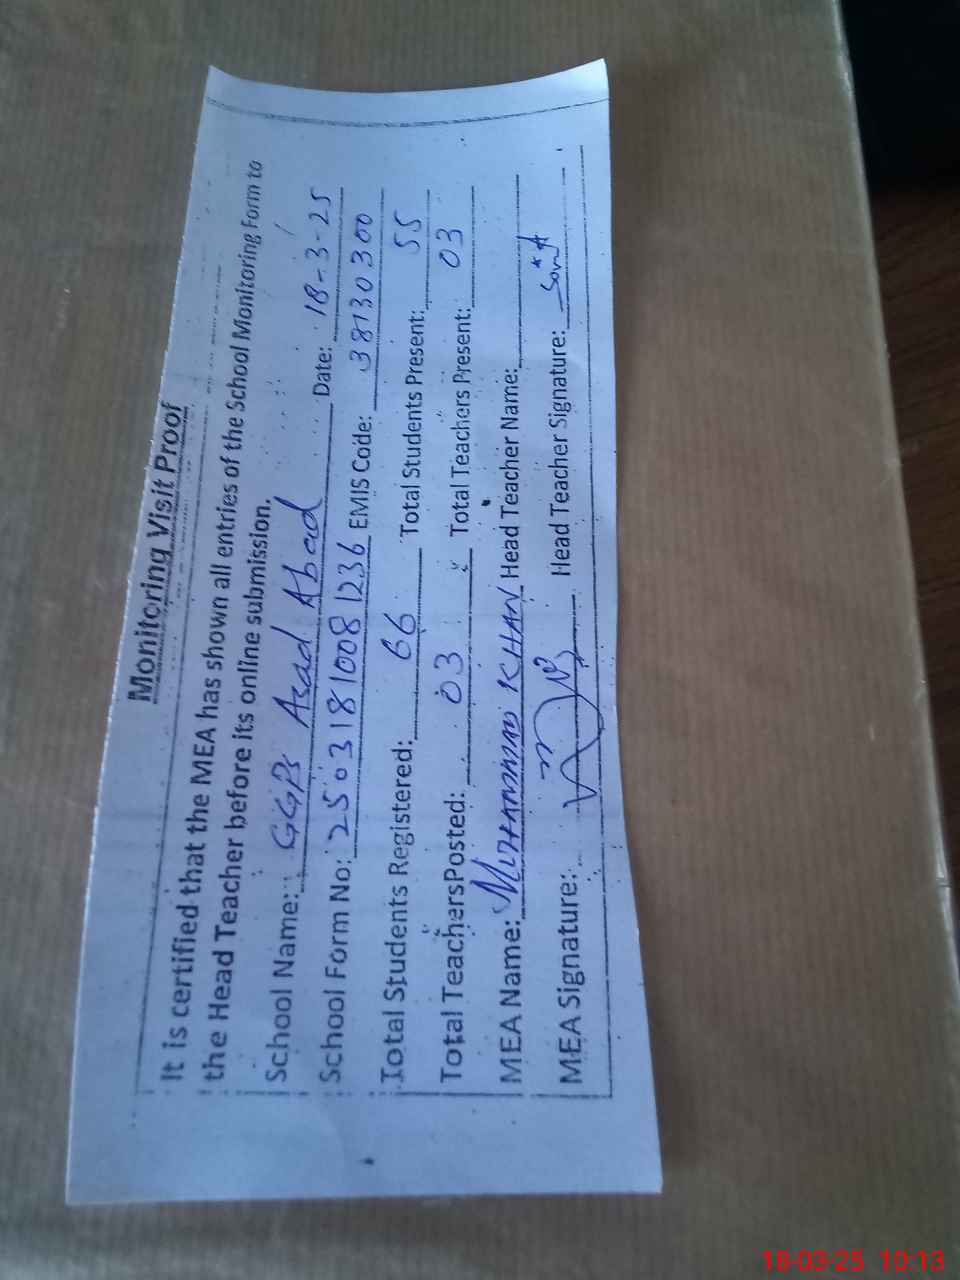 Monitoring Visit Proof
It is certified that the MEA has shown all entries of the School Monitoring Form to
the Head Teacher before its online submission.
School Name: GGPS Asad Abad Date: 18-3-25
School Form No: 250318181008 1236 EMIS Code: 38130300
Total Students Registered: 66 Total Students Present: 55
Total TeachersPosted: 03 Total Teachers Present: 03
MEA Name: MUHAMMAD KHAN Head Teacher Name:
MEA Signature: Head Teacher Signature:
18-03-25 10:13